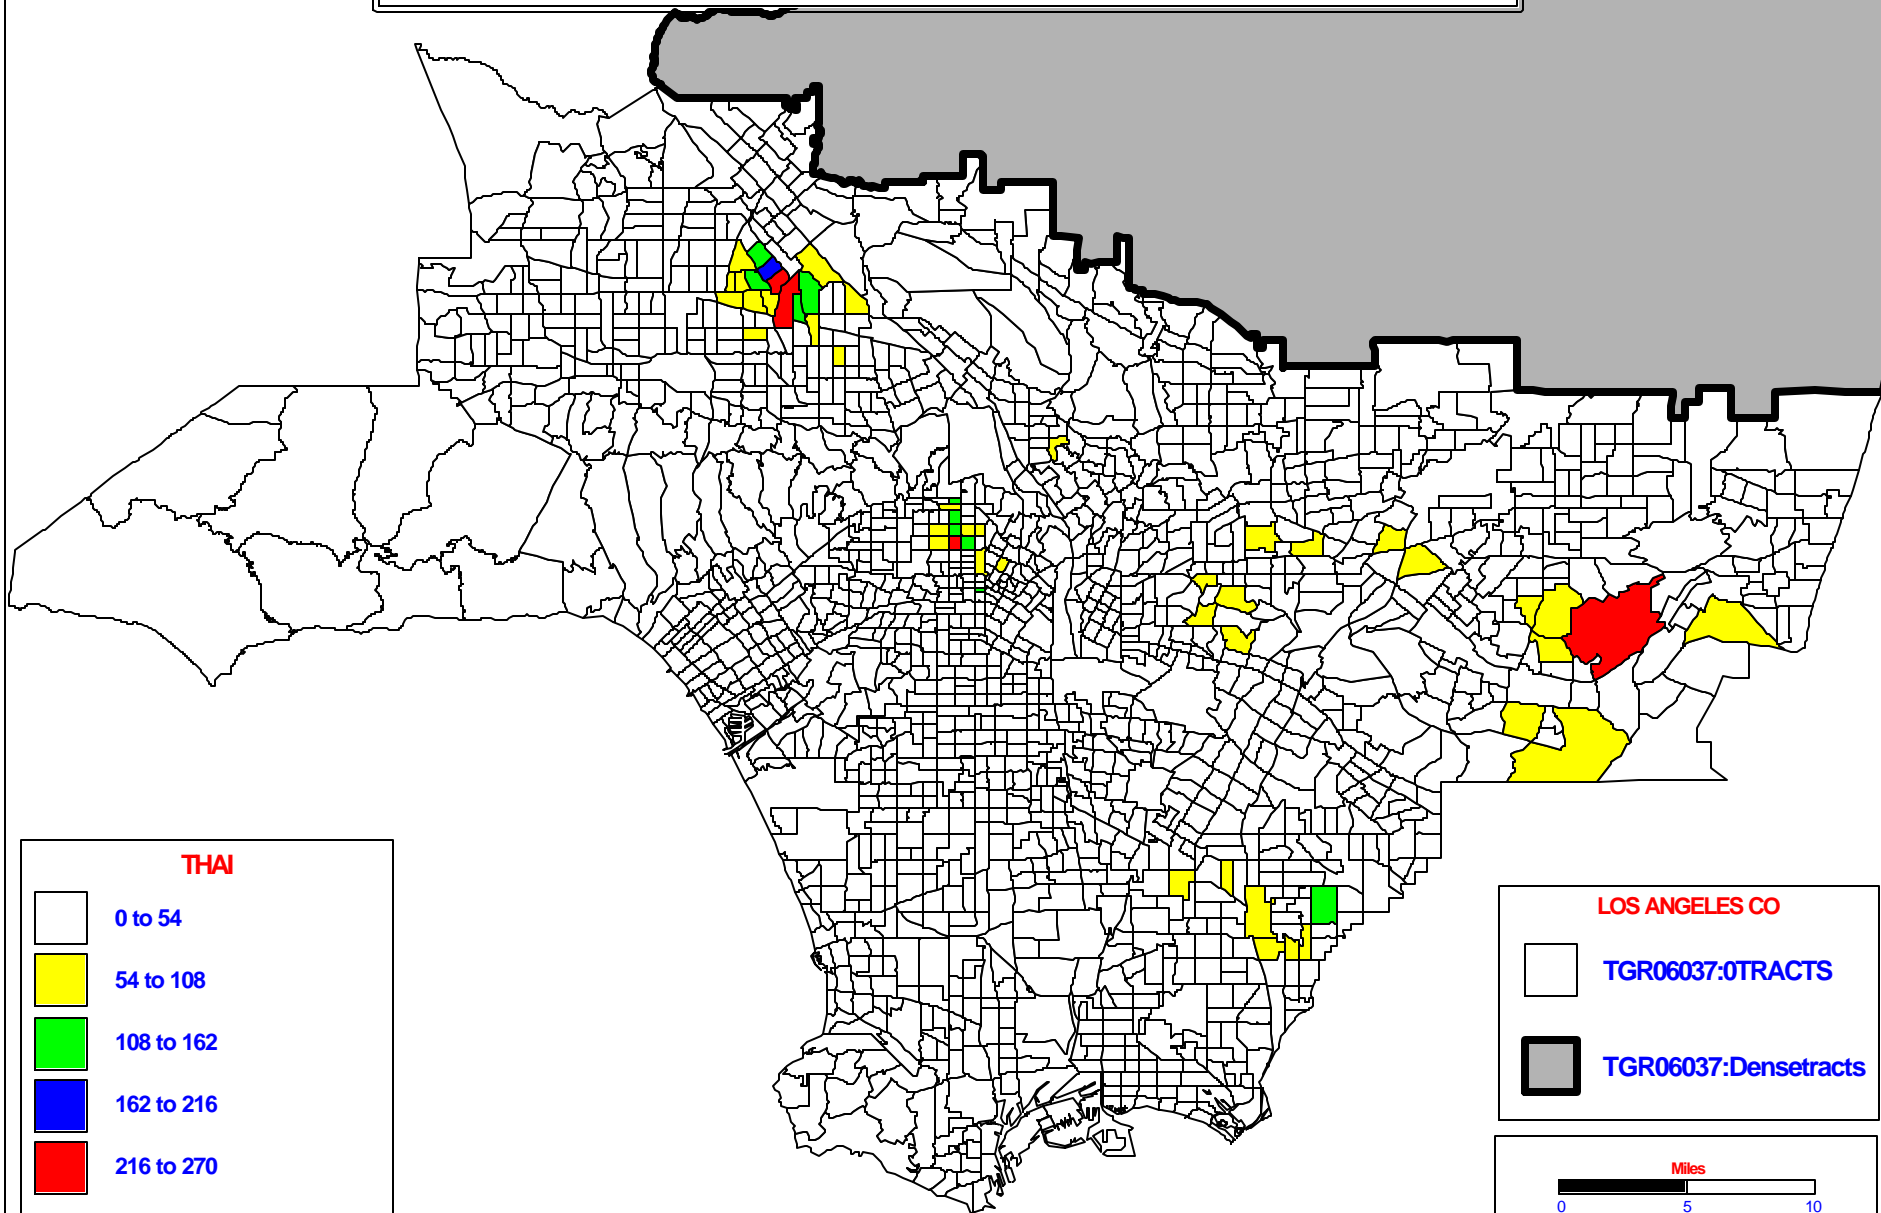 THAI
0 to 54
54 to 108
108 to 162
162 to 216
216 to 270
LOS ANGELES CO
TGR06037:0TRACTS
TGR06037:Densetracts
Miles
0 5 10